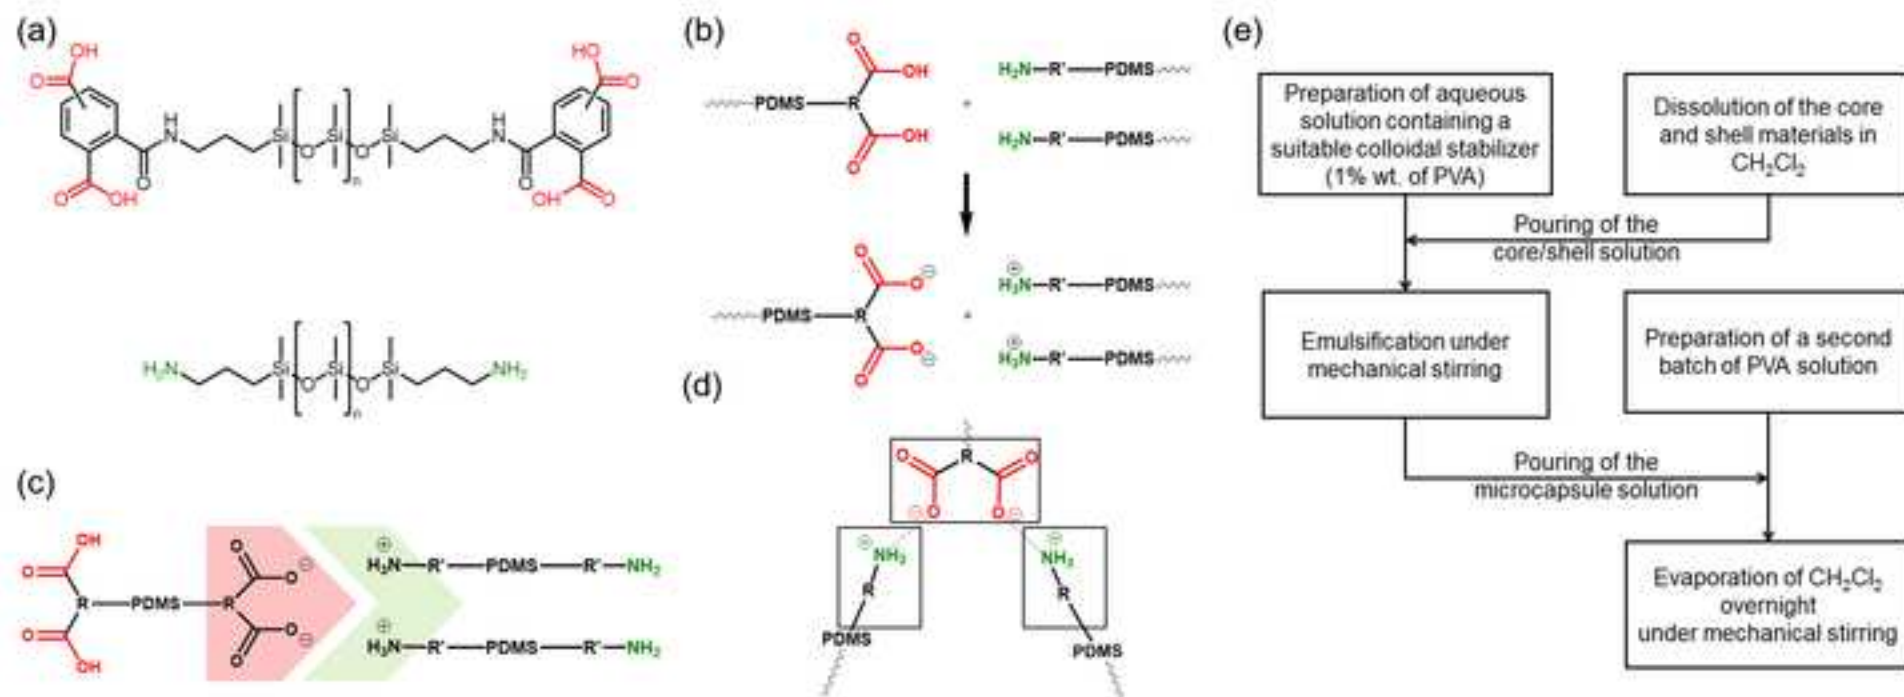 (a)
OH
HO
O
O
H
N
Si
Si
Si
H
N
O
O
n
O
O
O
OH
OH
O
H₂N
Si
Si
Si
NH₂
O
O
n
(b)
O
OH
H₂N—R'—PDMS
PDMS—R
+
OH
H₂N—R'—PDMS
O
O
O⊖
⊕
H₃N—R'—PDMS
PDMS—R
+
⊕
O⊖
H₃N—R'—PDMS
O
(c)
OH
O
O
O⊖
⊕
H₃N—R'—PDMS—R'—NH₂
R—PDMS—R
O
O⊖
⊕
H₃N—R'—PDMS—R'—NH₂
OH
O
(d)
O
R
O
⊖O
O⊖
⊕NH₃
⊕
NH₃
R
R
PDMS
PDMS
(e)
Preparation of aqueous
solution containing a
suitable colloidal stabilizer
(1% wt. of PVA)
Dissolution of the core
and shell materials in
CH₂Cl₂
Pouring of the
core/shell solution
Emulsification under
mechanical stirring
Preparation of a second
batch of PVA solution
Pouring of the
microcapsule solution
Evaporation of CH₂Cl₂
overnight
under mechanical stirring